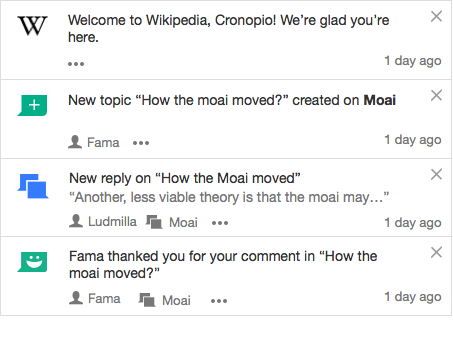 W
Welcome to Wikipedia, Cronopio! We're glad you're
here.
1 day ago
New topic “How the moai moved?” created on Moai
Fama
1 day ago
New reply on “How the Moai moved”
“Another, less viable theory is that the moai may…”
Ludmilla Moai
1 day ago
Fama thanked you for your comment in “How the
moai moved?”
Fama Moai
1 day ago